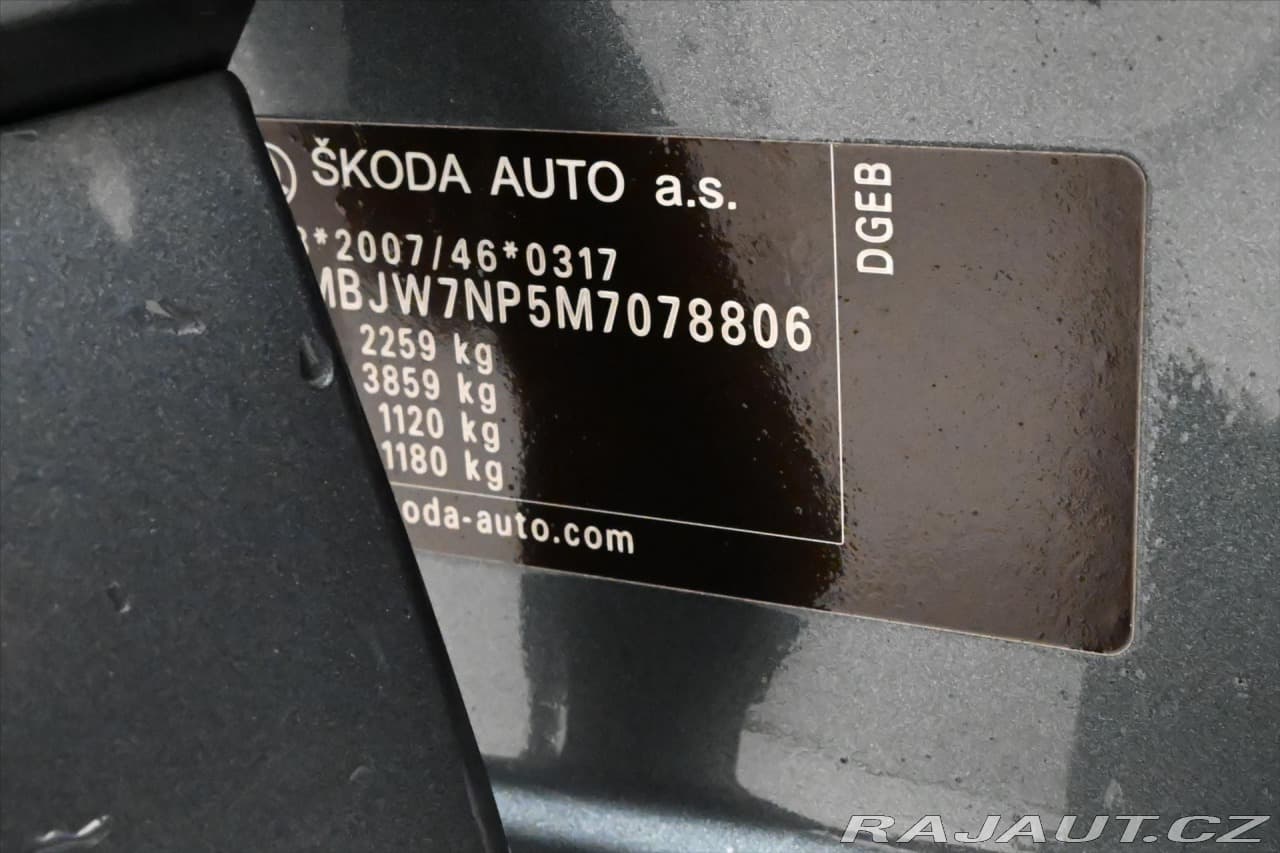 ŠKODA AUTO a.s.
*2007/46*0317
MBJW7NP5M7078806
2259 kg
3859 kg
1120 kg
1180 kg
oda-auto.com
DGEB
RAJAUT.CZ